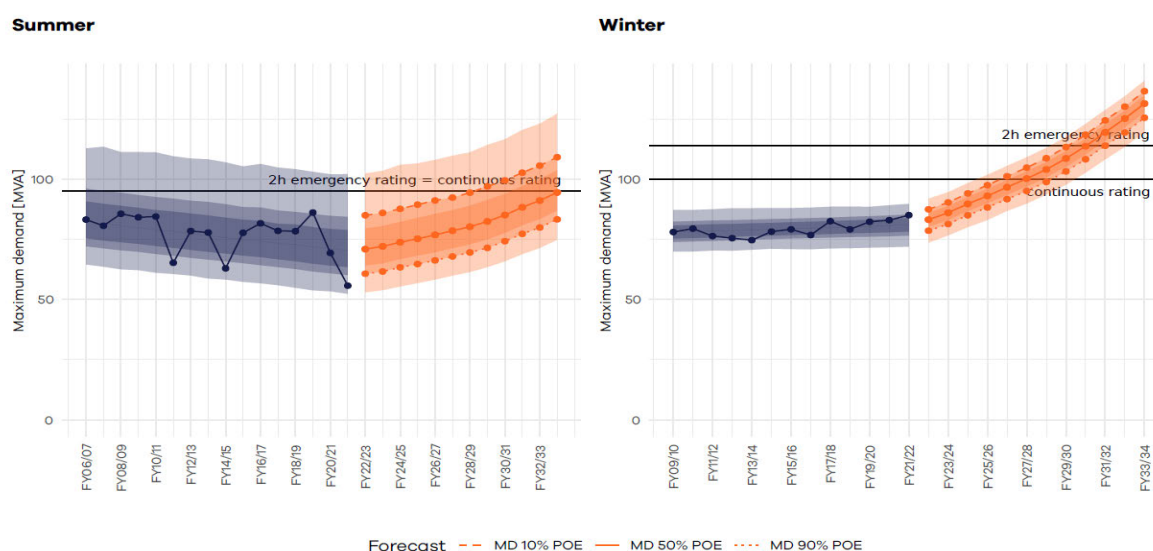 Summer
Maximum demand [MVA]
100
50
0
2h emergency rating = continuous rating
FY06/07
FY08/09
FY10/11
FY12/13
FY14/15
FY16/17
FY18/19
FY20/21
FY22/23
FY24/25
FY26/27
FY28/29
FY30/31
FY32/33
Winter
Maximum demand [MVA]
100
50
0
2h emergency rating
continuous rating
FY09/10
FY11/12
FY13/14
FY15/16
FY17/18
FY19/20
FY21/22
FY23/24
FY25/26
FY27/28
FY29/30
FY31/32
FY33/34
Forecast MD 10% POE MD 50% POE MD 90% POE